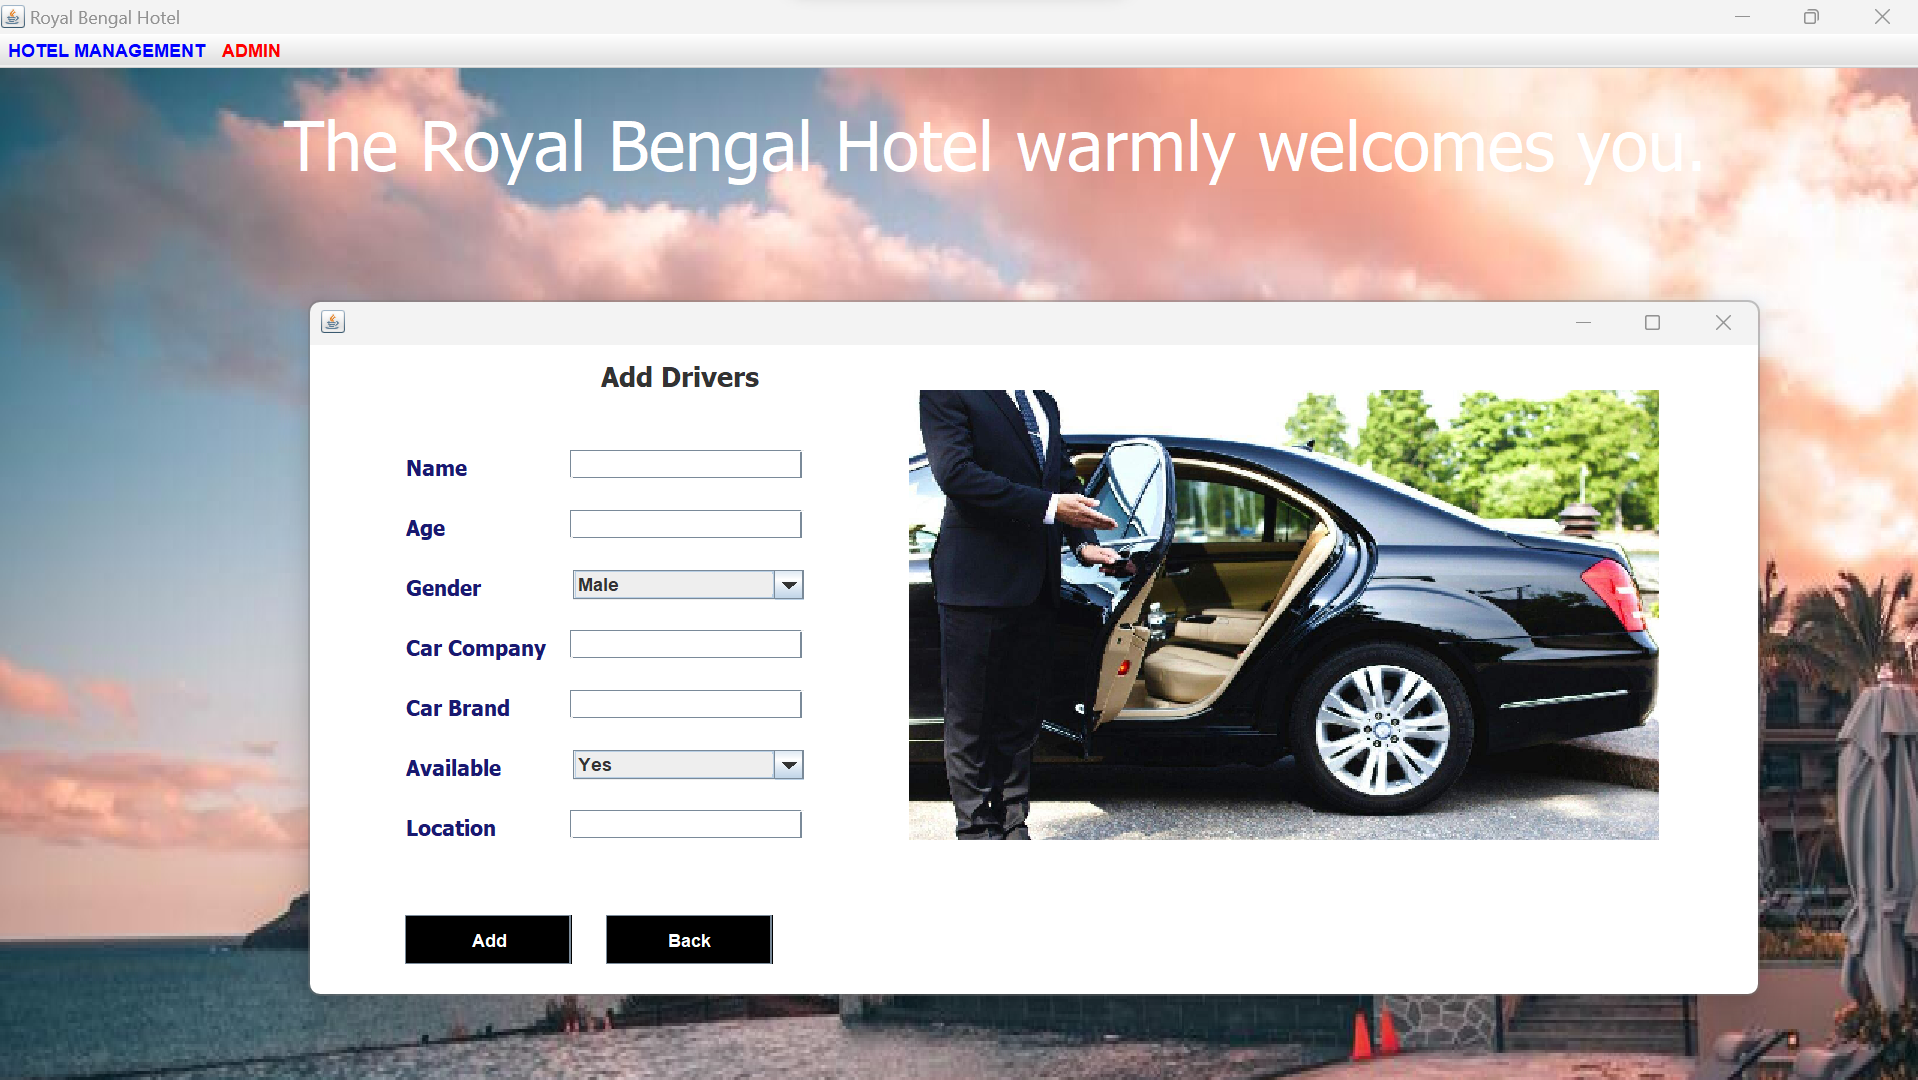 Royal Bengal Hotel
HOTEL MANAGEMENT ADMIN
The Royal Bengal Hotel warmly welcomes you.
Add Drivers
Name
Age
Gender Male
Car Company
Car Brand
Available Yes
Location
Add Back